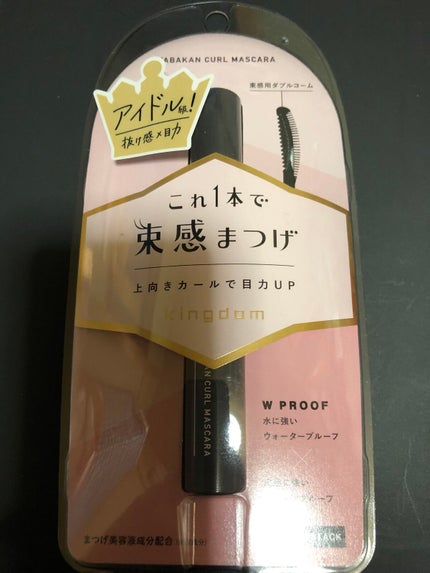 TABAKAN CURL MASCARA
束感用ダブルコーム
アイドル級!
抜け感×目力
これ1本で
束感まつげ
上向きカールで目力UP
kingdom
CURL MASCARA
W PROOF
水に強い
ウォータープルーフ
×
に強い
まつげ美容液成分配合
BLACK